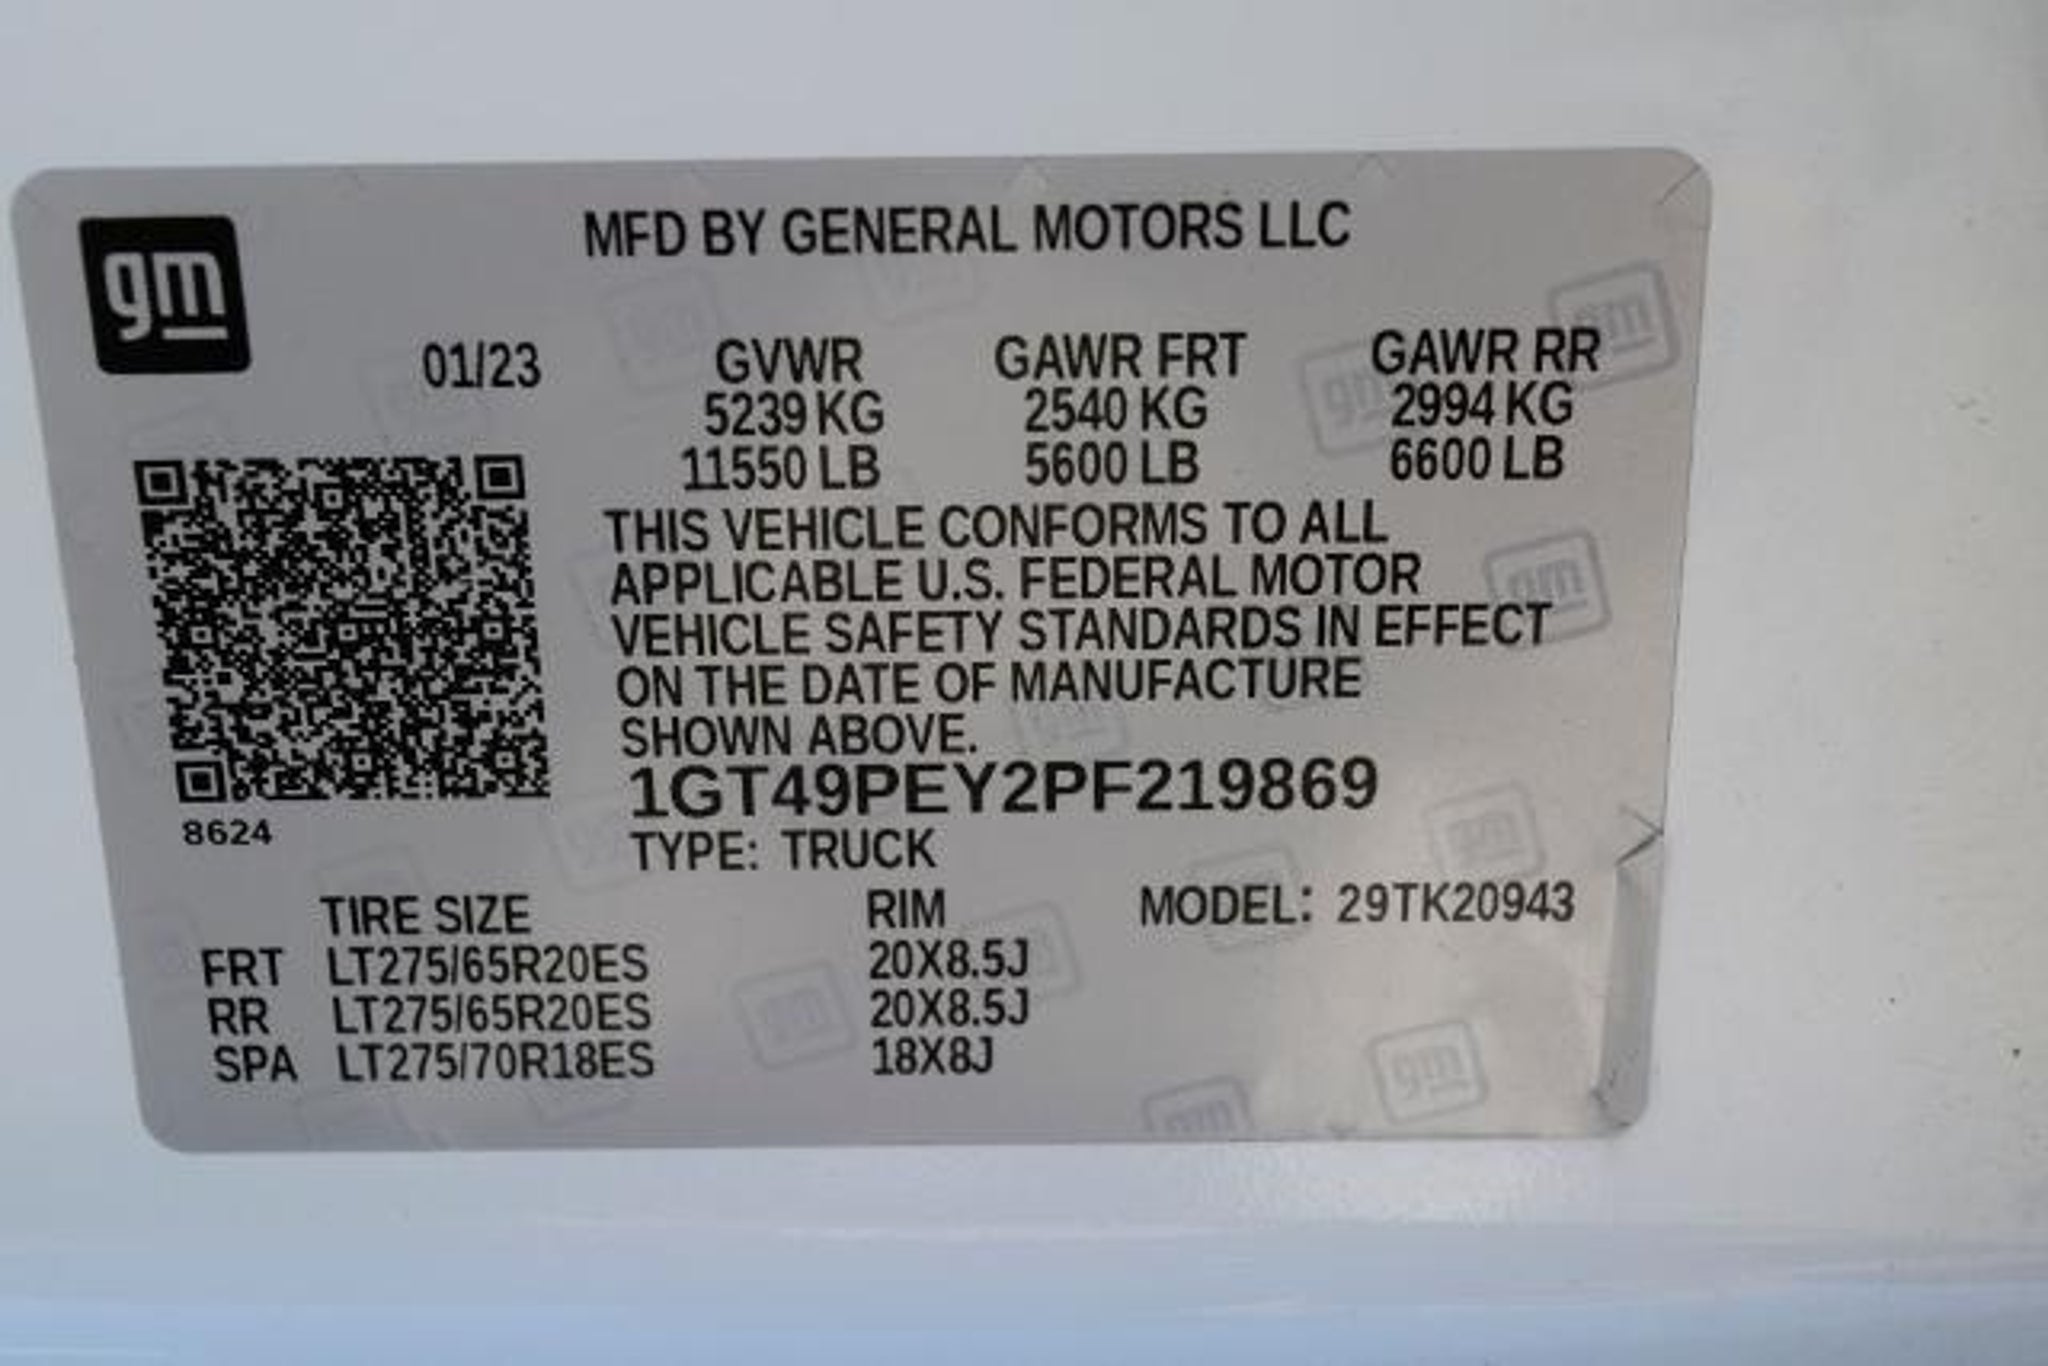 gm
MFD BY GENERAL MOTORS LLC
01/23 GVWR GAWR FRT GAWR RR
5239 KG 2540 KG 2994 KG
11550 LB 5600 LB 6600 LB
THIS VEHICLE CONFORMS TO ALL
APPLICABLE U.S. FEDERAL MOTOR
VEHICLE SAFETY STANDARDS IN EFFECT
ON THE DATE OF MANUFACTURE
SHOWN ABOVE.
1GT49PEY2PF219869
8624
TYPE: TRUCK
TIRE SIZE RIM MODEL: 29TK20943
FRT LT275/65R20ES 20X8.5J
RR LT275/65R20ES 20X8.5J
SPA LT275/70R18ES 18X8J